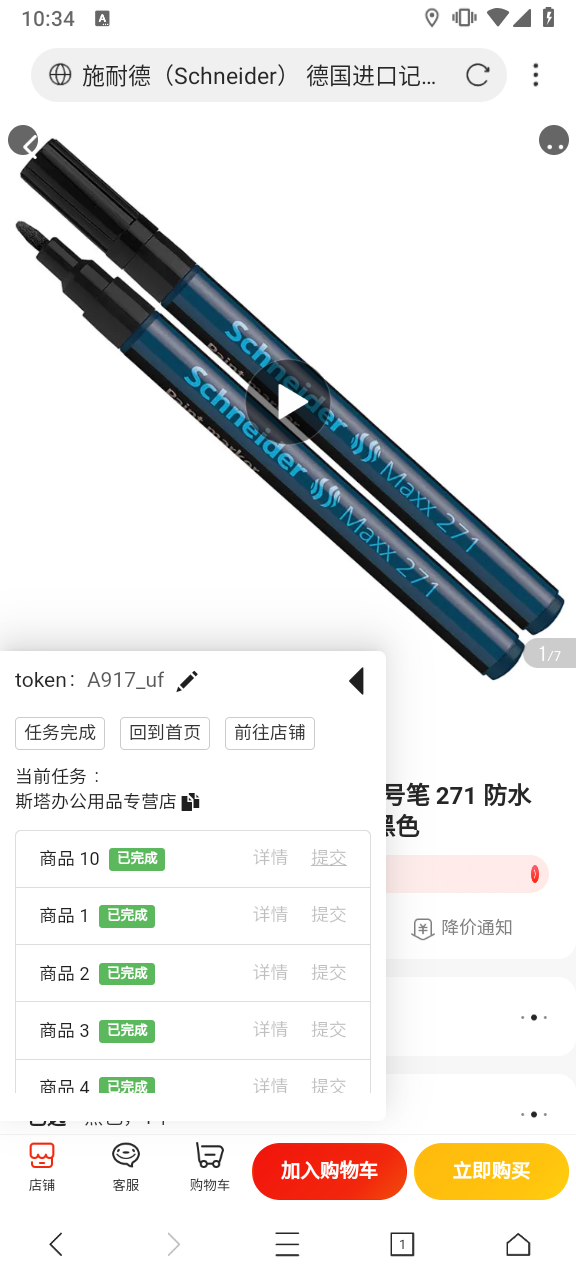 10:34
A
施耐德（Schneider） 德国进口记...
Schneider Maxx 271
Paint marker
Schneider Maxx 271
Paint marker
1/7
token： A917_uf
任务完成 回到首页 前往店铺
当前任务：
斯塔办公用品专营店
号笔 271 防水
黑色
商品 10 已完成 详情 提交
商品 1 已完成 详情 提交
¥ 降价通知
商品 2 已完成 详情 提交
商品 3 已完成 详情 提交
商品 4 已完成 详情 提交
店铺 客服 购物车 加入购物车 立即购买
1